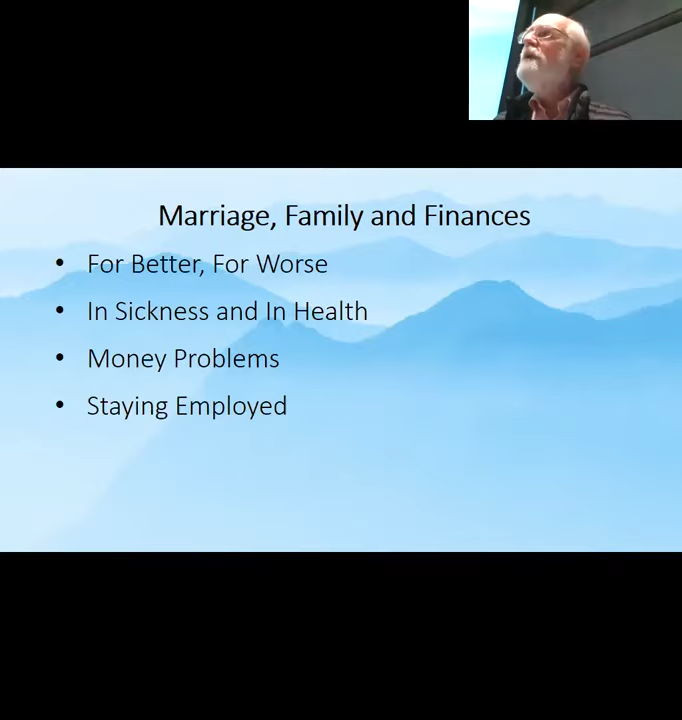 Marriage, Family and Finances
• For Better, For Worse
• In Sickness and In Health
• Money Problems
• Staying Employed